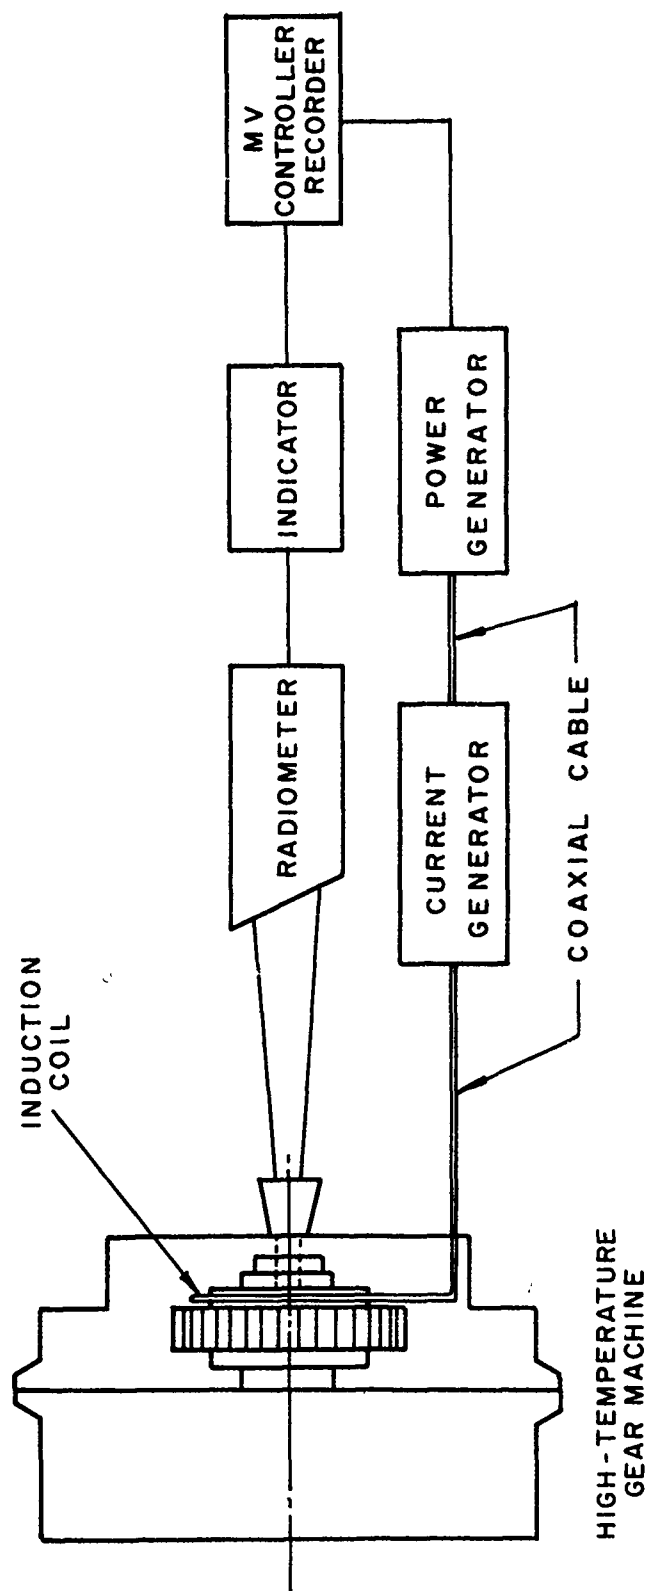 INDUCTION
COIL
RADIOMETER
INDICATOR
MV
CONTROLLER
RECORDER
CURRENT
GENERATOR
POWER
GENERATOR
COAXIAL CABLE
HIGH-TEMPERATURE
GEAR MACHINE